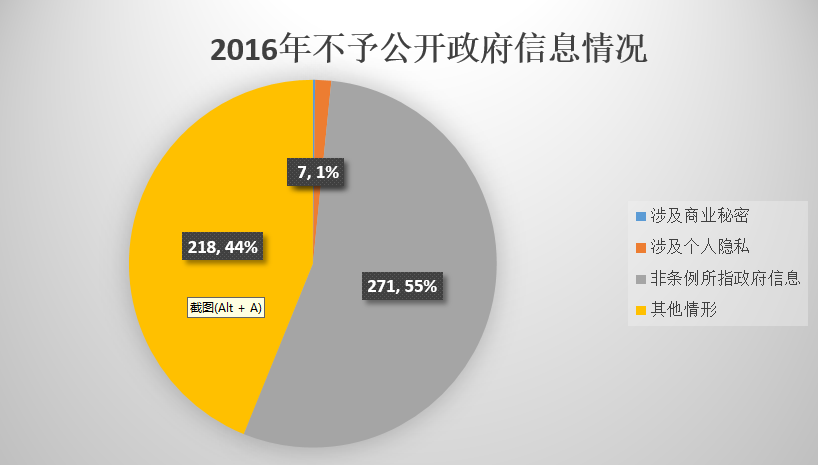 2016年不予公开政府信息情况
7, 1%
218, 44%
271, 55%
截图(Alt + A)
涉及商业秘密
涉及个人隐私
非条例所指政府信息
其他情形